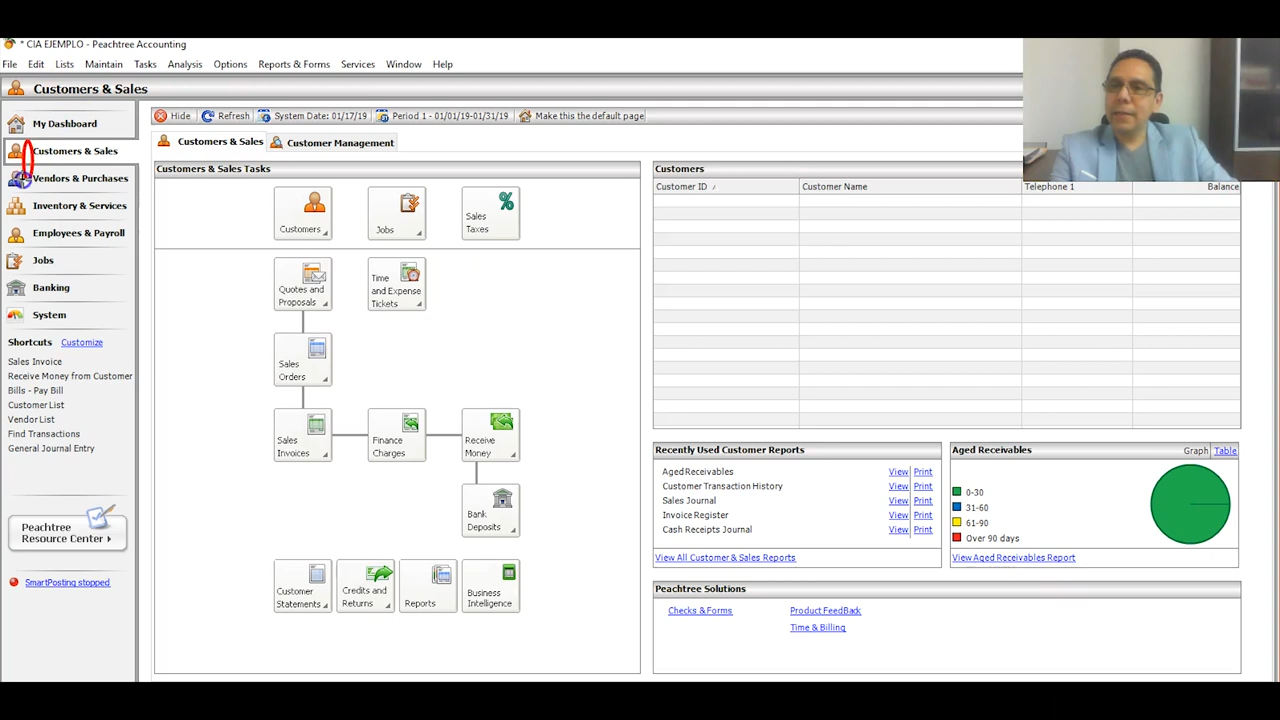 * CIA EJEMPLO - Peachtree Accounting
File Edit Lists Maintain Tasks Analysis Options Reports & Forms Services Window Help
Customers & Sales
My Dashboard
Customers & Sales
Vendors & Purchases
Inventory & Services
Employees & Payroll
Jobs
Banking
System
Shortcuts Customize
Sales Invoice
Receive Money from Customer
Bills - Pay Bill
Customer List
Vendor List
Find Transactions
General Journal Entry
Peachtree
Resource Center
SmartPosting stopped
Hide Refresh System Date: 01/17/19 Period 1 - 01/01/19-01/31/19 Make this the default page
Customers & Sales Customer Management
Customers & Sales Tasks
Customers
Jobs
Sales
Taxes
Quotes and
Proposals
Time
and Expense
Tickets
Sales
Orders
Sales
Invoices
Finance
Charges
Receive
Money
Bank
Deposits
Customer
Statements
Credits and
Returns
Reports
Business
Intelligence
Customers
Customer ID / Customer Name Telephone 1 Balance
Recently Used Customer Reports
Aged Receivables View Print
Customer Transaction History View Print
Sales Journal View Print
Invoice Register View Print
Cash Receipts Journal View Print
View All Customer & Sales Reports
Aged Receivables Graph Table
0-30
31-60
61-90
Over 90 days
View Aged Receivables Report
Peachtree Solutions
Checks & Forms Product FeedBack
Time & Billing